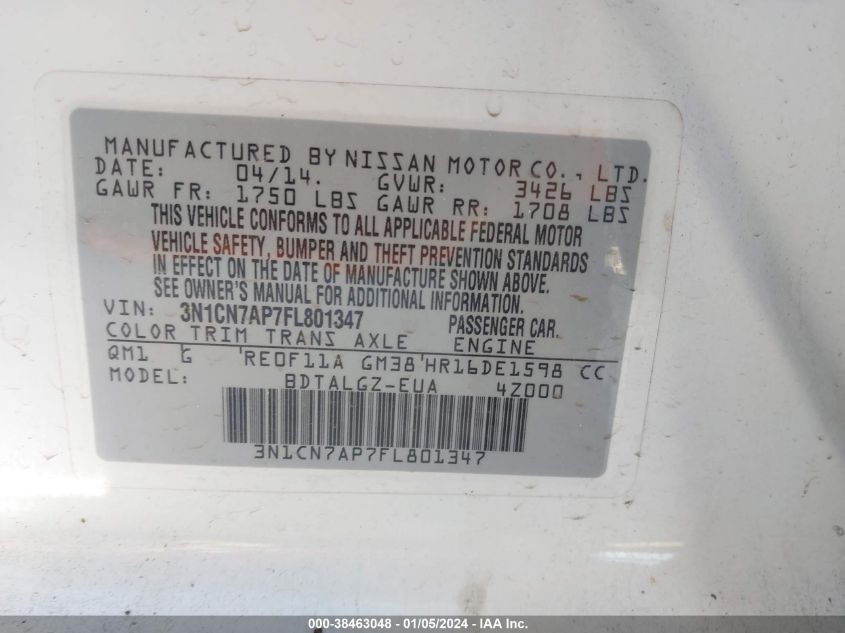 MANUFACTURED BY NISSAN MOTOR CO., LTD.
DATE: 04/14. GVWR: 3426 LBS
GAWR FR: 1750 LBS GAWR RR: 1708 LBS
THIS VEHICLE CONFORMS TO ALL APPLICABLE FEDERAL MOTOR
VEHICLE SAFETY, BUMPER AND THEFT PREVENTION STANDARDS
IN EFFECT ON THE DATE OF MANUFACTURE SHOWN ABOVE.
SEE OWNER'S MANUAL FOR ADDITIONAL INFORMATION.
VIN: 3N1CN7AP7FL801347 PASSENGER CAR.
COLOR TRIM TRANS AXLE ENGINE
QM1 G 'RE0F11A GM38'HR16DE1598 CC
MODEL: BDTALGZ-EUA 4Z000
3N1CN7AP7FL801347
000-38463048 - 01/05/2024 - IAA Inc.